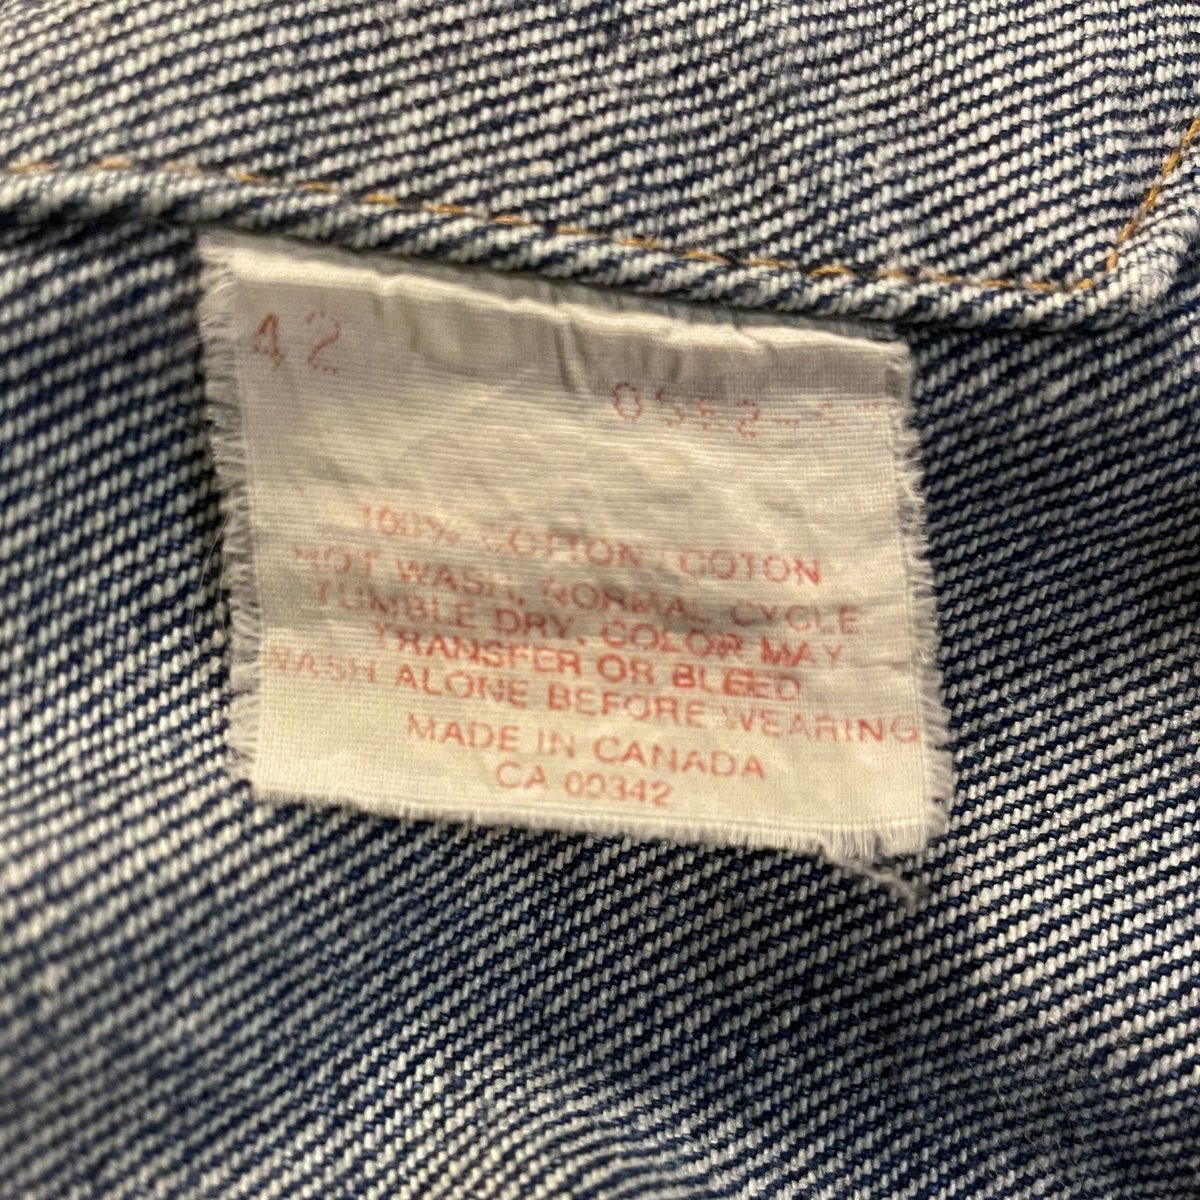 42
100% COTTON / COTON
HOT WASH, NORMAL CYCLE
TUMBLE DRY. COLOR MAY
TRANSFER OR BLEED
WASH ALONE BEFORE WEARING
MADE IN CANADA
CA 00342